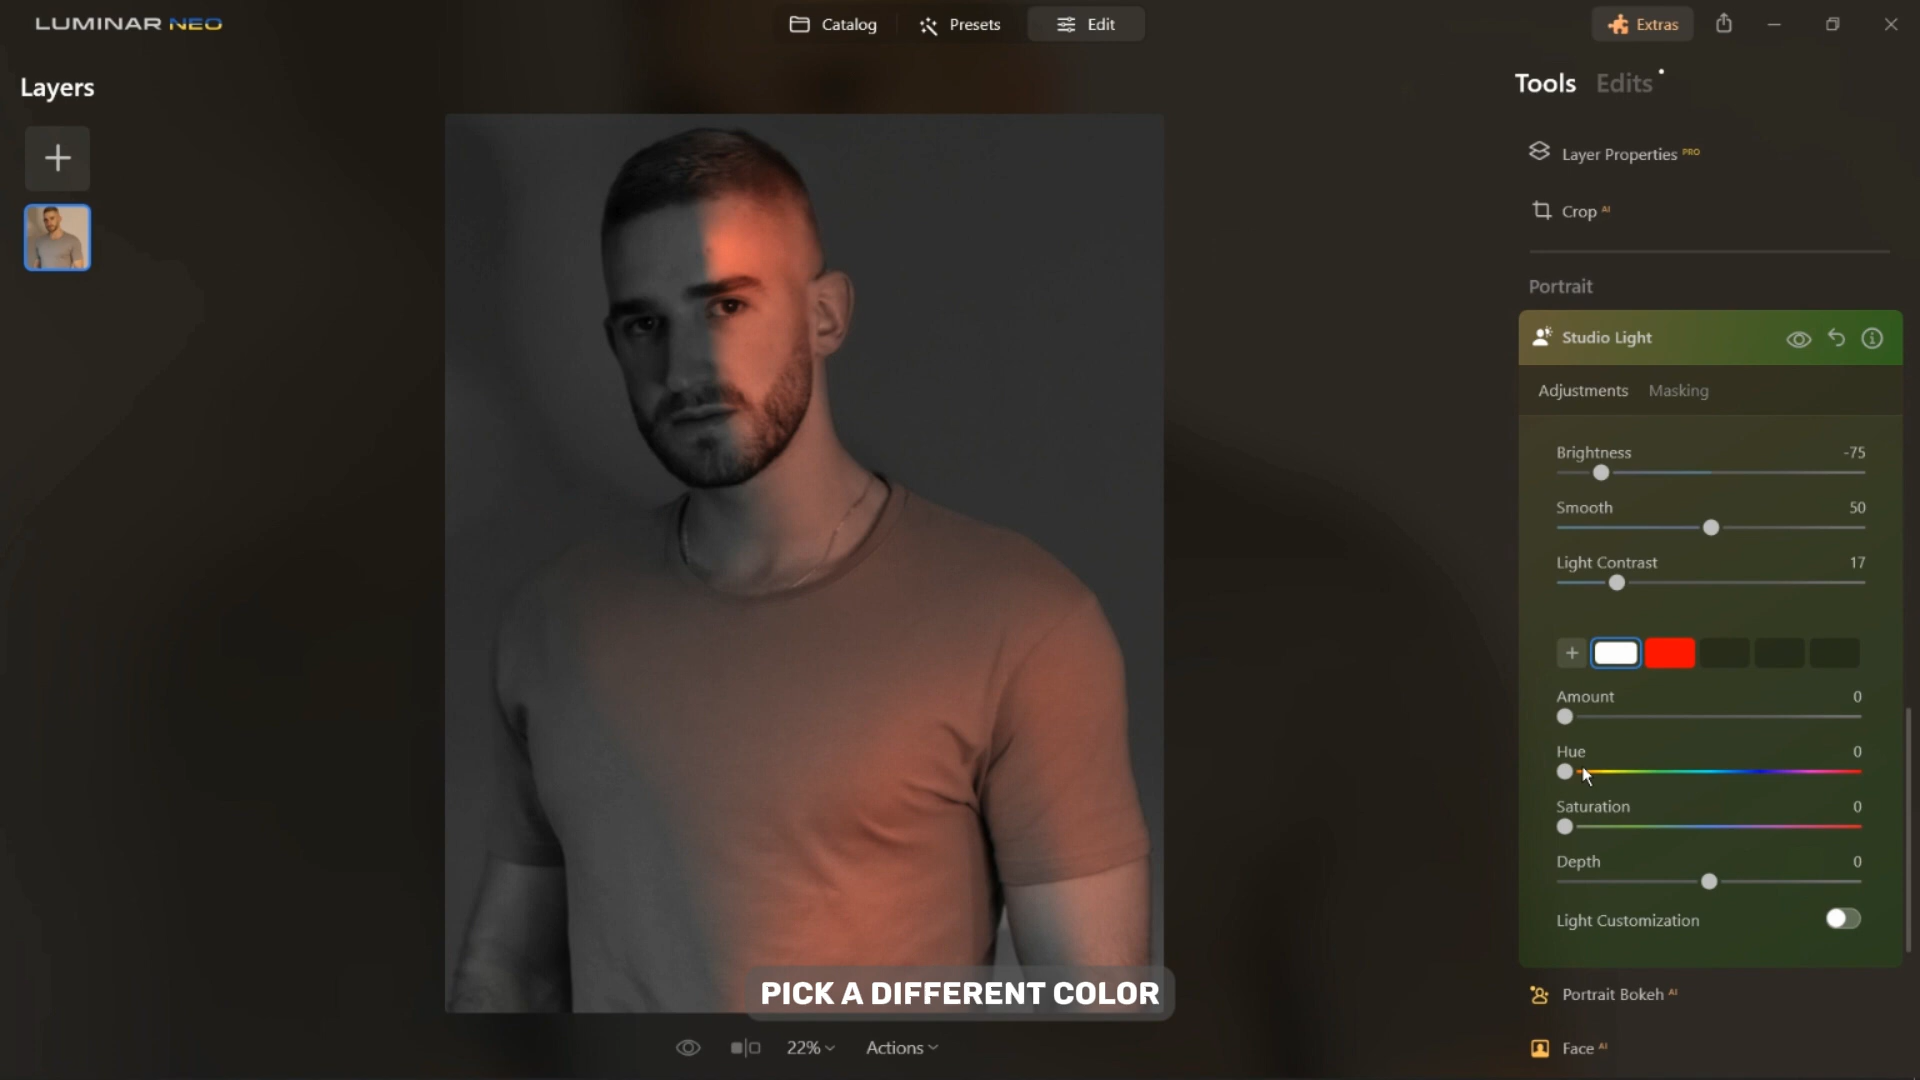 LUMINAR NEO
Catalog
Presets
Edit
Extras
Layers
Tools
Edits
Layer Properties PRO
Crop AI
Portrait
Studio Light
Adjustments
Masking
Brightness -75
Smooth 50
Light Contrast 17
Amount 0
Hue 0
Saturation 0
Depth 0
Light Customization
Portrait Bokeh AI
Face AI
PICK A DIFFERENT COLOR
22%
Actions